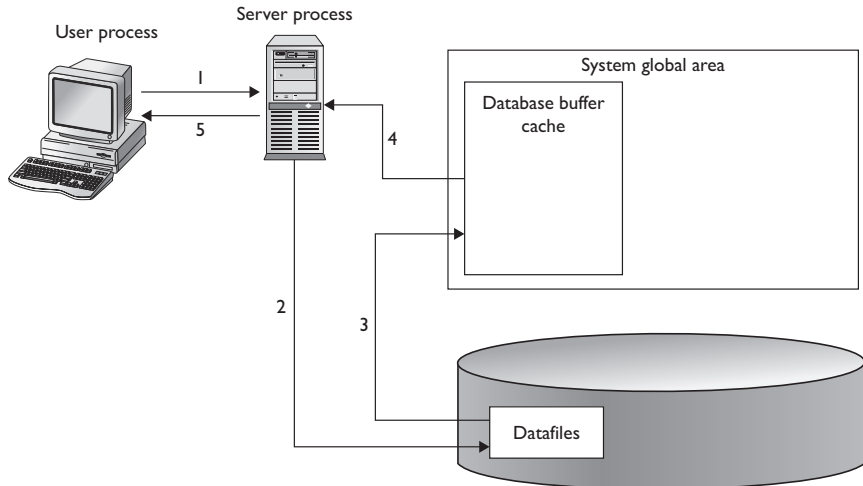 Server process
User process
System global area
Database buffer
cache
1
5
4
2
3
Datafiles